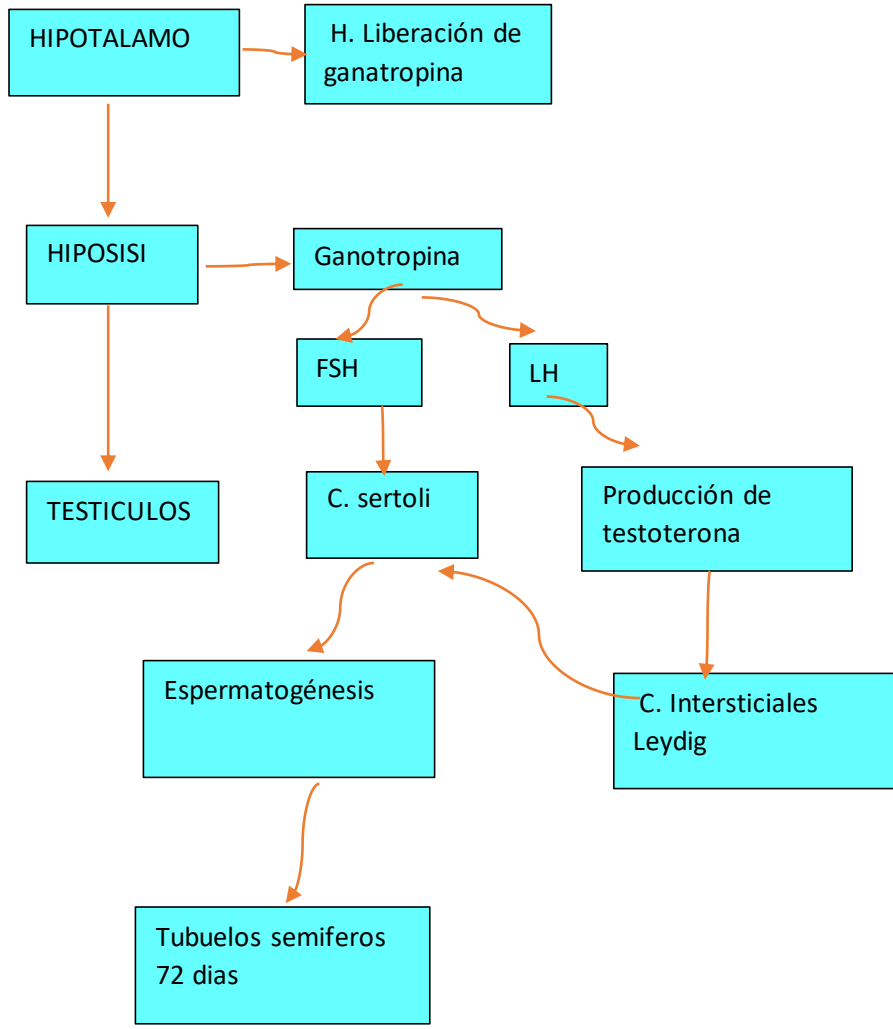 HIPOTALAMO
H. Liberación de
ganatropina
HIPOSISI
Ganotropina
FSH
LH
TESTICULOS
C. sertoli
Producción de
testoterona
Espermatogénesis
C. Intersticiales
Leydig
Tubuelos semiferos
72 dias